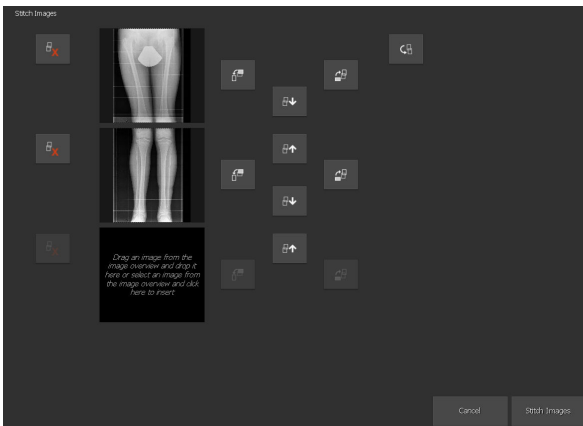 Stitch Images
Drag an image from the
image overview and drop it
here or select an image from
the image overview and click
here to insert
Cancel
Stitch Images